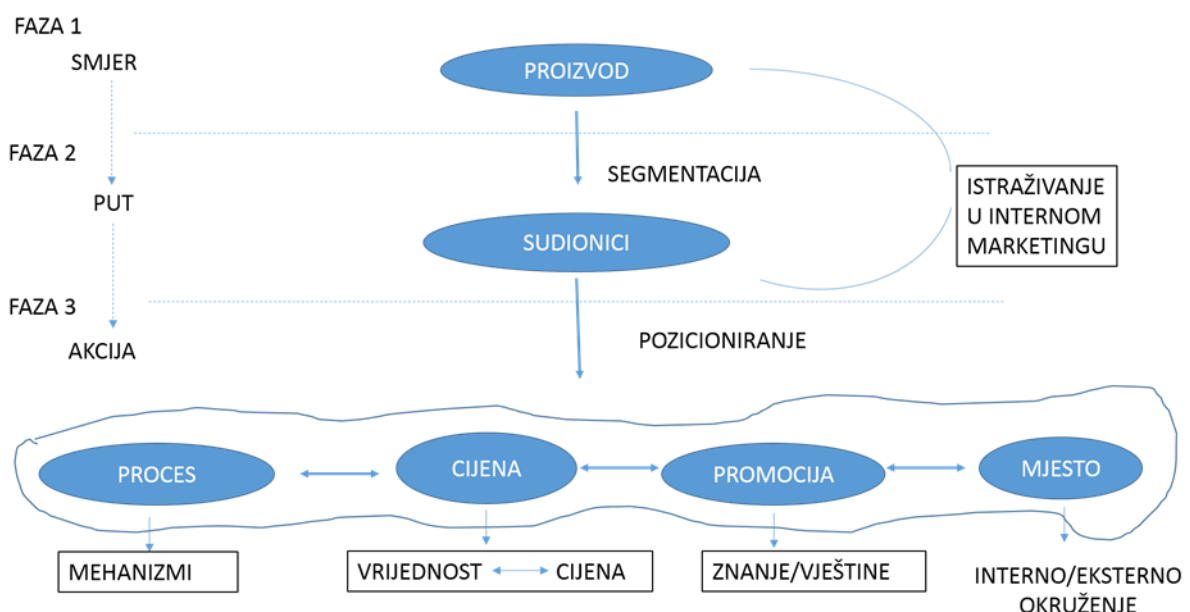 FAZA 1
SMJER
PROIZVOD
FAZA 2
SEGMENTACIJA
PUT
ISTRAŽIVANJE
U INTERNOM
MARKETINGU
SUDIONICI
FAZA 3
POZICIONIRANJE
AKCIJA
PROCES
CIJENA
PROMOCIJA
MJESTO
MEHANIZMI
VRIJEDNOST CIJENA
ZNANJE/VJEŠTINE
INTERNO/EKSTERNO
OKRUŽENJE